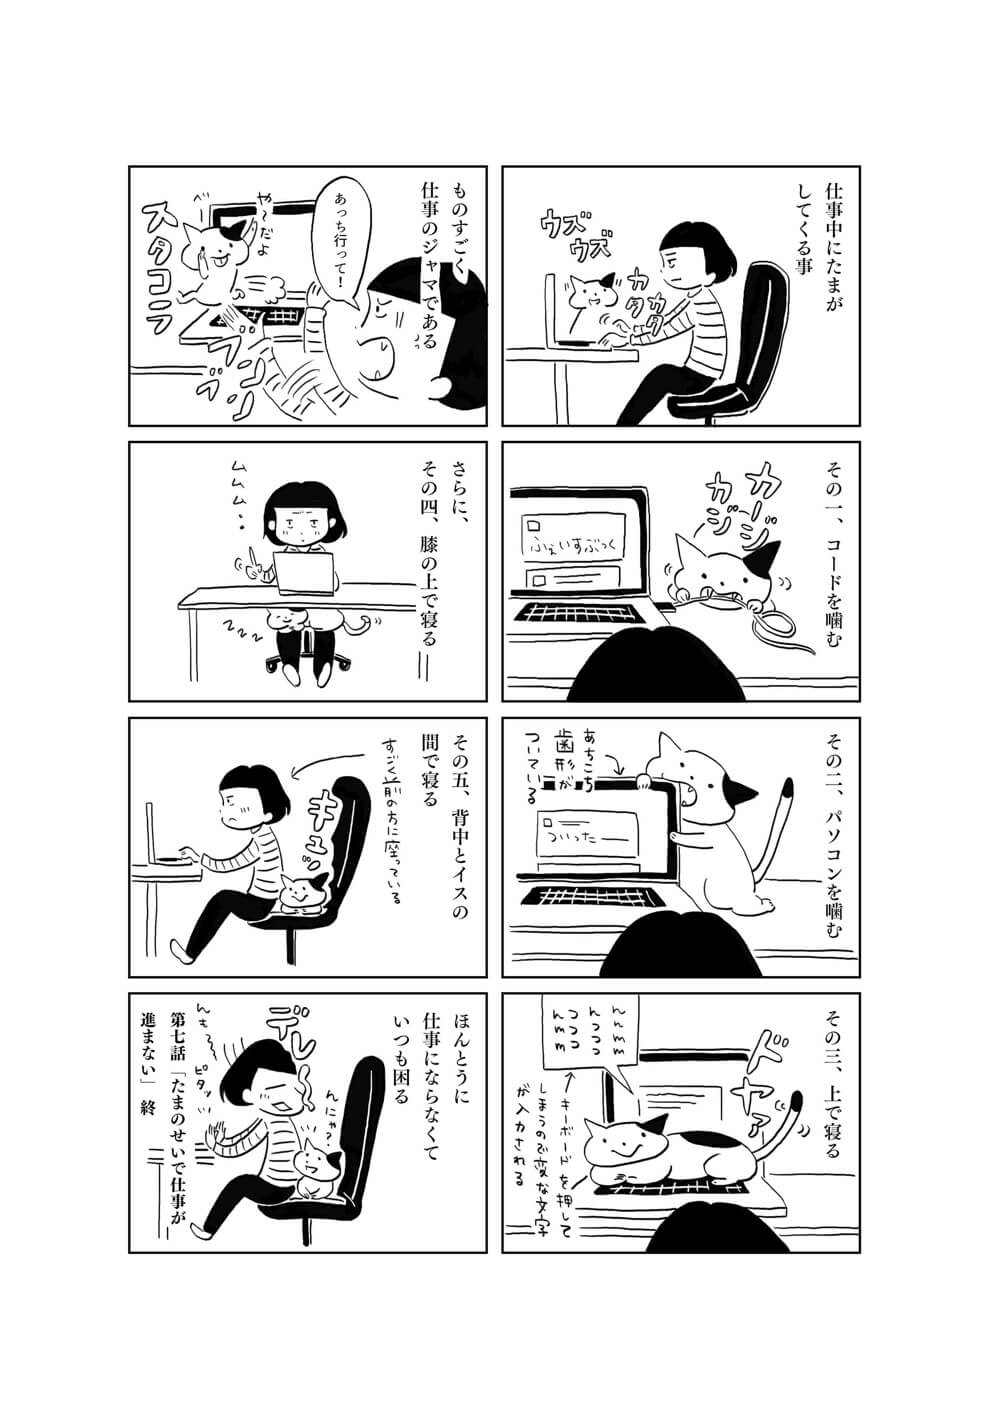 仕事中にたまが
してくる事
ウズ
ウズ
カタ
カタ
その一、コードを噛む
カージ
カジ
ふぇいすぶっく
その二、パソコンを噛む
あちこち
歯形が
ついている
ついったー
その三、上で寝る
ドヤァ
んんmm
んっっっ
っっっ
んmm
キーボードを押して
しまうので変な文字
が入力される
ものすごく
仕事のジャマである
あっち行って！
や〜だよ
べー
スタコラ
ブンブン
さらに、
その四、膝の上で寝る
ムムム・・
zzzz
その五、背中とイスの
間で寝る
すごく前の方に座っている
キュッ
ほんとうに
仕事にならなくて
いつも困る
デレ〜
んも〜
ピタッ
んにゃ？
第七話「たまのせいで仕事が
進まない」 終